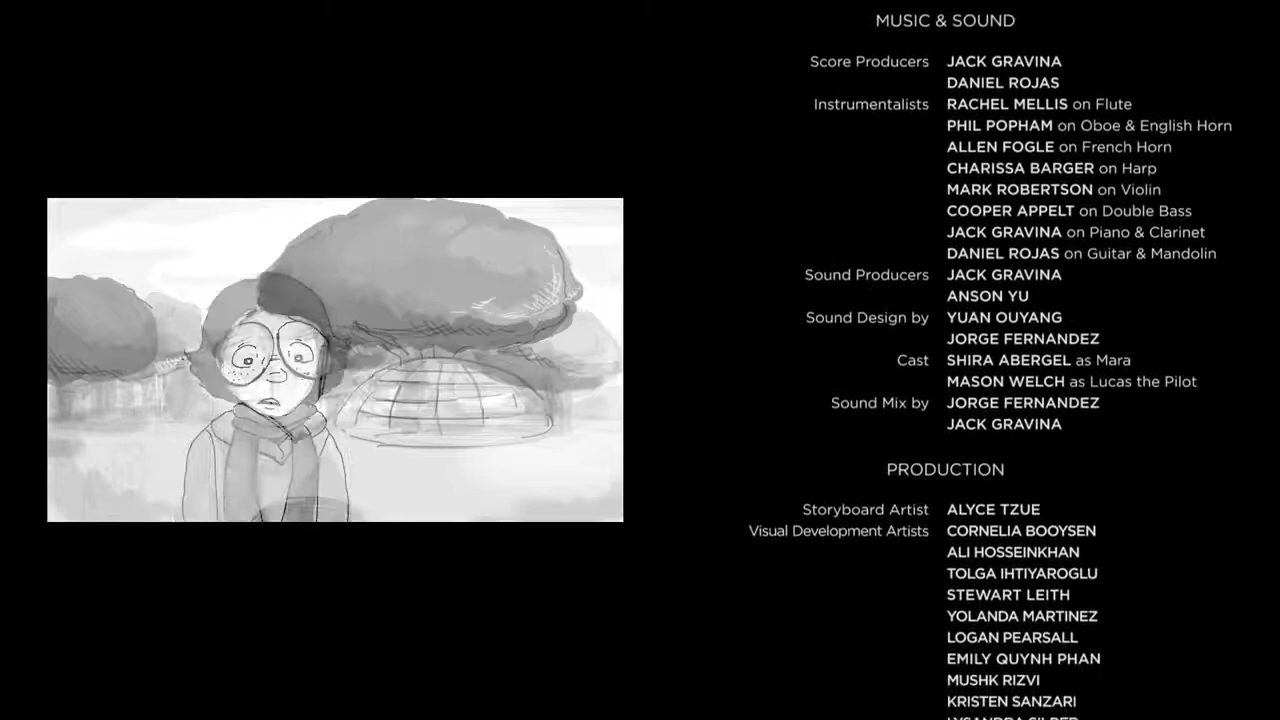 MUSIC & SOUND
Score Producers JACK GRAVINA
DANIEL ROJAS
Instrumentalists RACHEL MELLIS on Flute
PHIL POPHAM on Oboe & English Horn
ALLEN FOGLE on French Horn
CHARISSA BARGER on Harp
MARK ROBERTSON on Violin
COOPER APPELT on Double Bass
JACK GRAVINA on Piano & Clarinet
DANIEL ROJAS on Guitar & Mandolin
Sound Producers JACK GRAVINA
ANSON YU
Sound Design by YUAN OUYANG
JORGE FERNANDEZ
Cast SHIRA ABERGEL as Mara
MASON WELCH as Lucas the Pilot
Sound Mix by JORGE FERNANDEZ
JACK GRAVINA
PRODUCTION
Storyboard Artist ALYCE TZUE
Visual Development Artists CORNELIA BOOYSEN
ALI HOSSEINKHAN
TOLGA IHTIYAROGLU
STEWART LEITH
YOLANDA MARTINEZ
LOGAN PEARSALL
EMILY QUYNH PHAN
MUSHK RIZVI
KRISTEN SANZARI